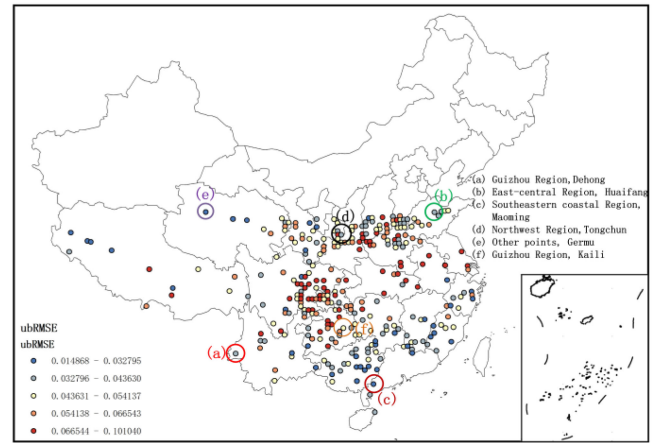 (e)
(b)
(d)
(a) Guizhou Region,Dehong
(b) East-central Region, Huaifang
(c) Southeastern coastal Region,
Maoming
(d) Northwest Region,Tongchun
(e) Other points, Germu
(f) Guizhou Region, Kaili
(f)
(a)
(c)
ubRMSE
ubRMSE
0.014868 - 0.032795
0.032796 - 0.043630
0.043631 - 0.054137
0.054138 - 0.066543
0.066544 - 0.101040